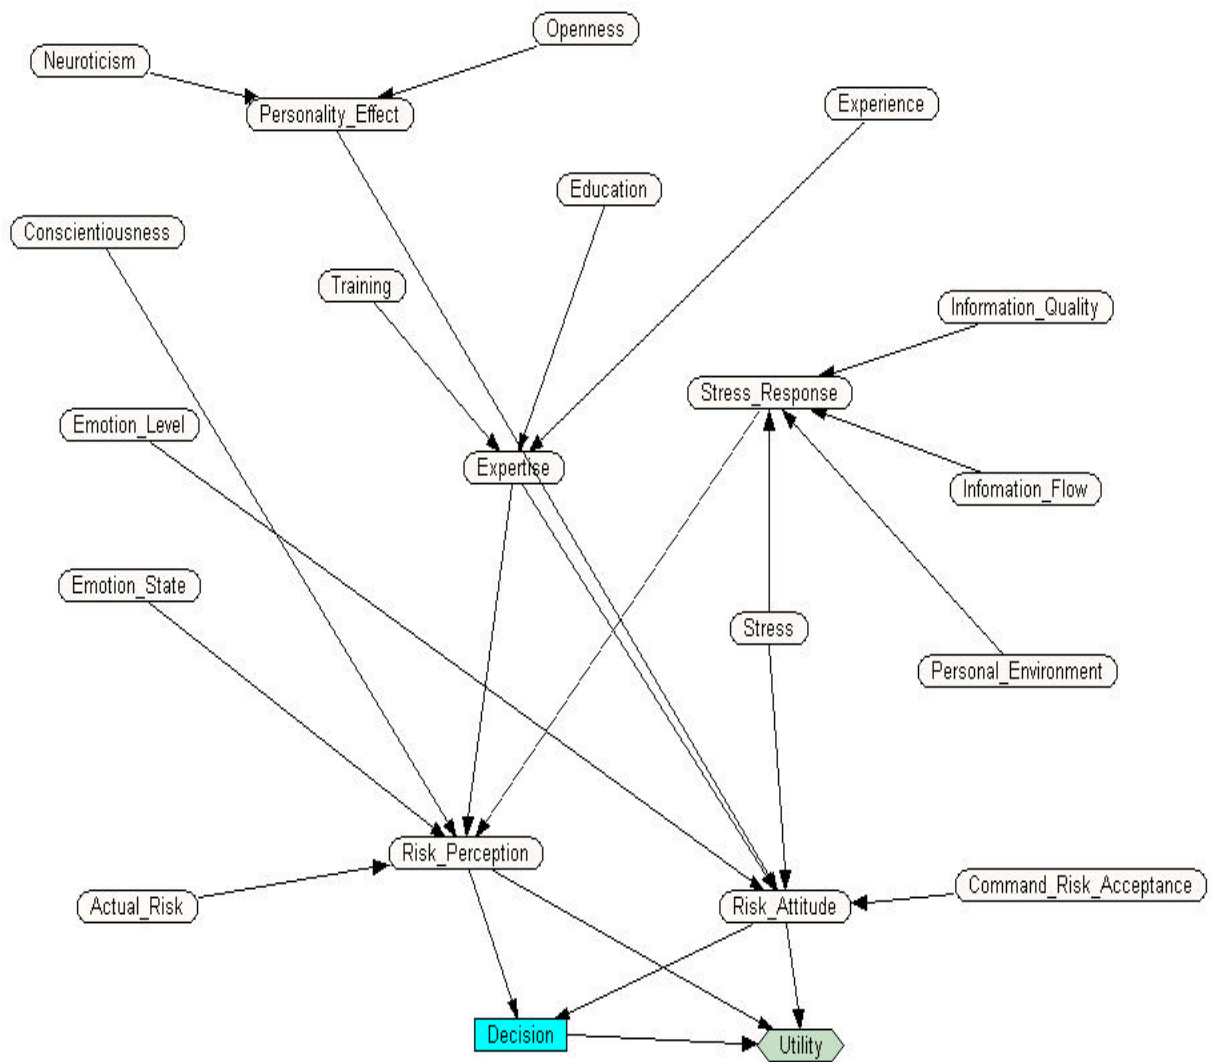 Openness
Neuroticism
Personality_Effect
Experience
Education
Conscientiousness
Training
Information_Quality
Stress_Response
Emotion_Level
Expertise
Infomation_Flow
Emotion_State
Stress
Personal_Environment
Risk_Perception
Command_Risk_Acceptance
Actual_Risk
Risk_Attitude
Decision
Utility